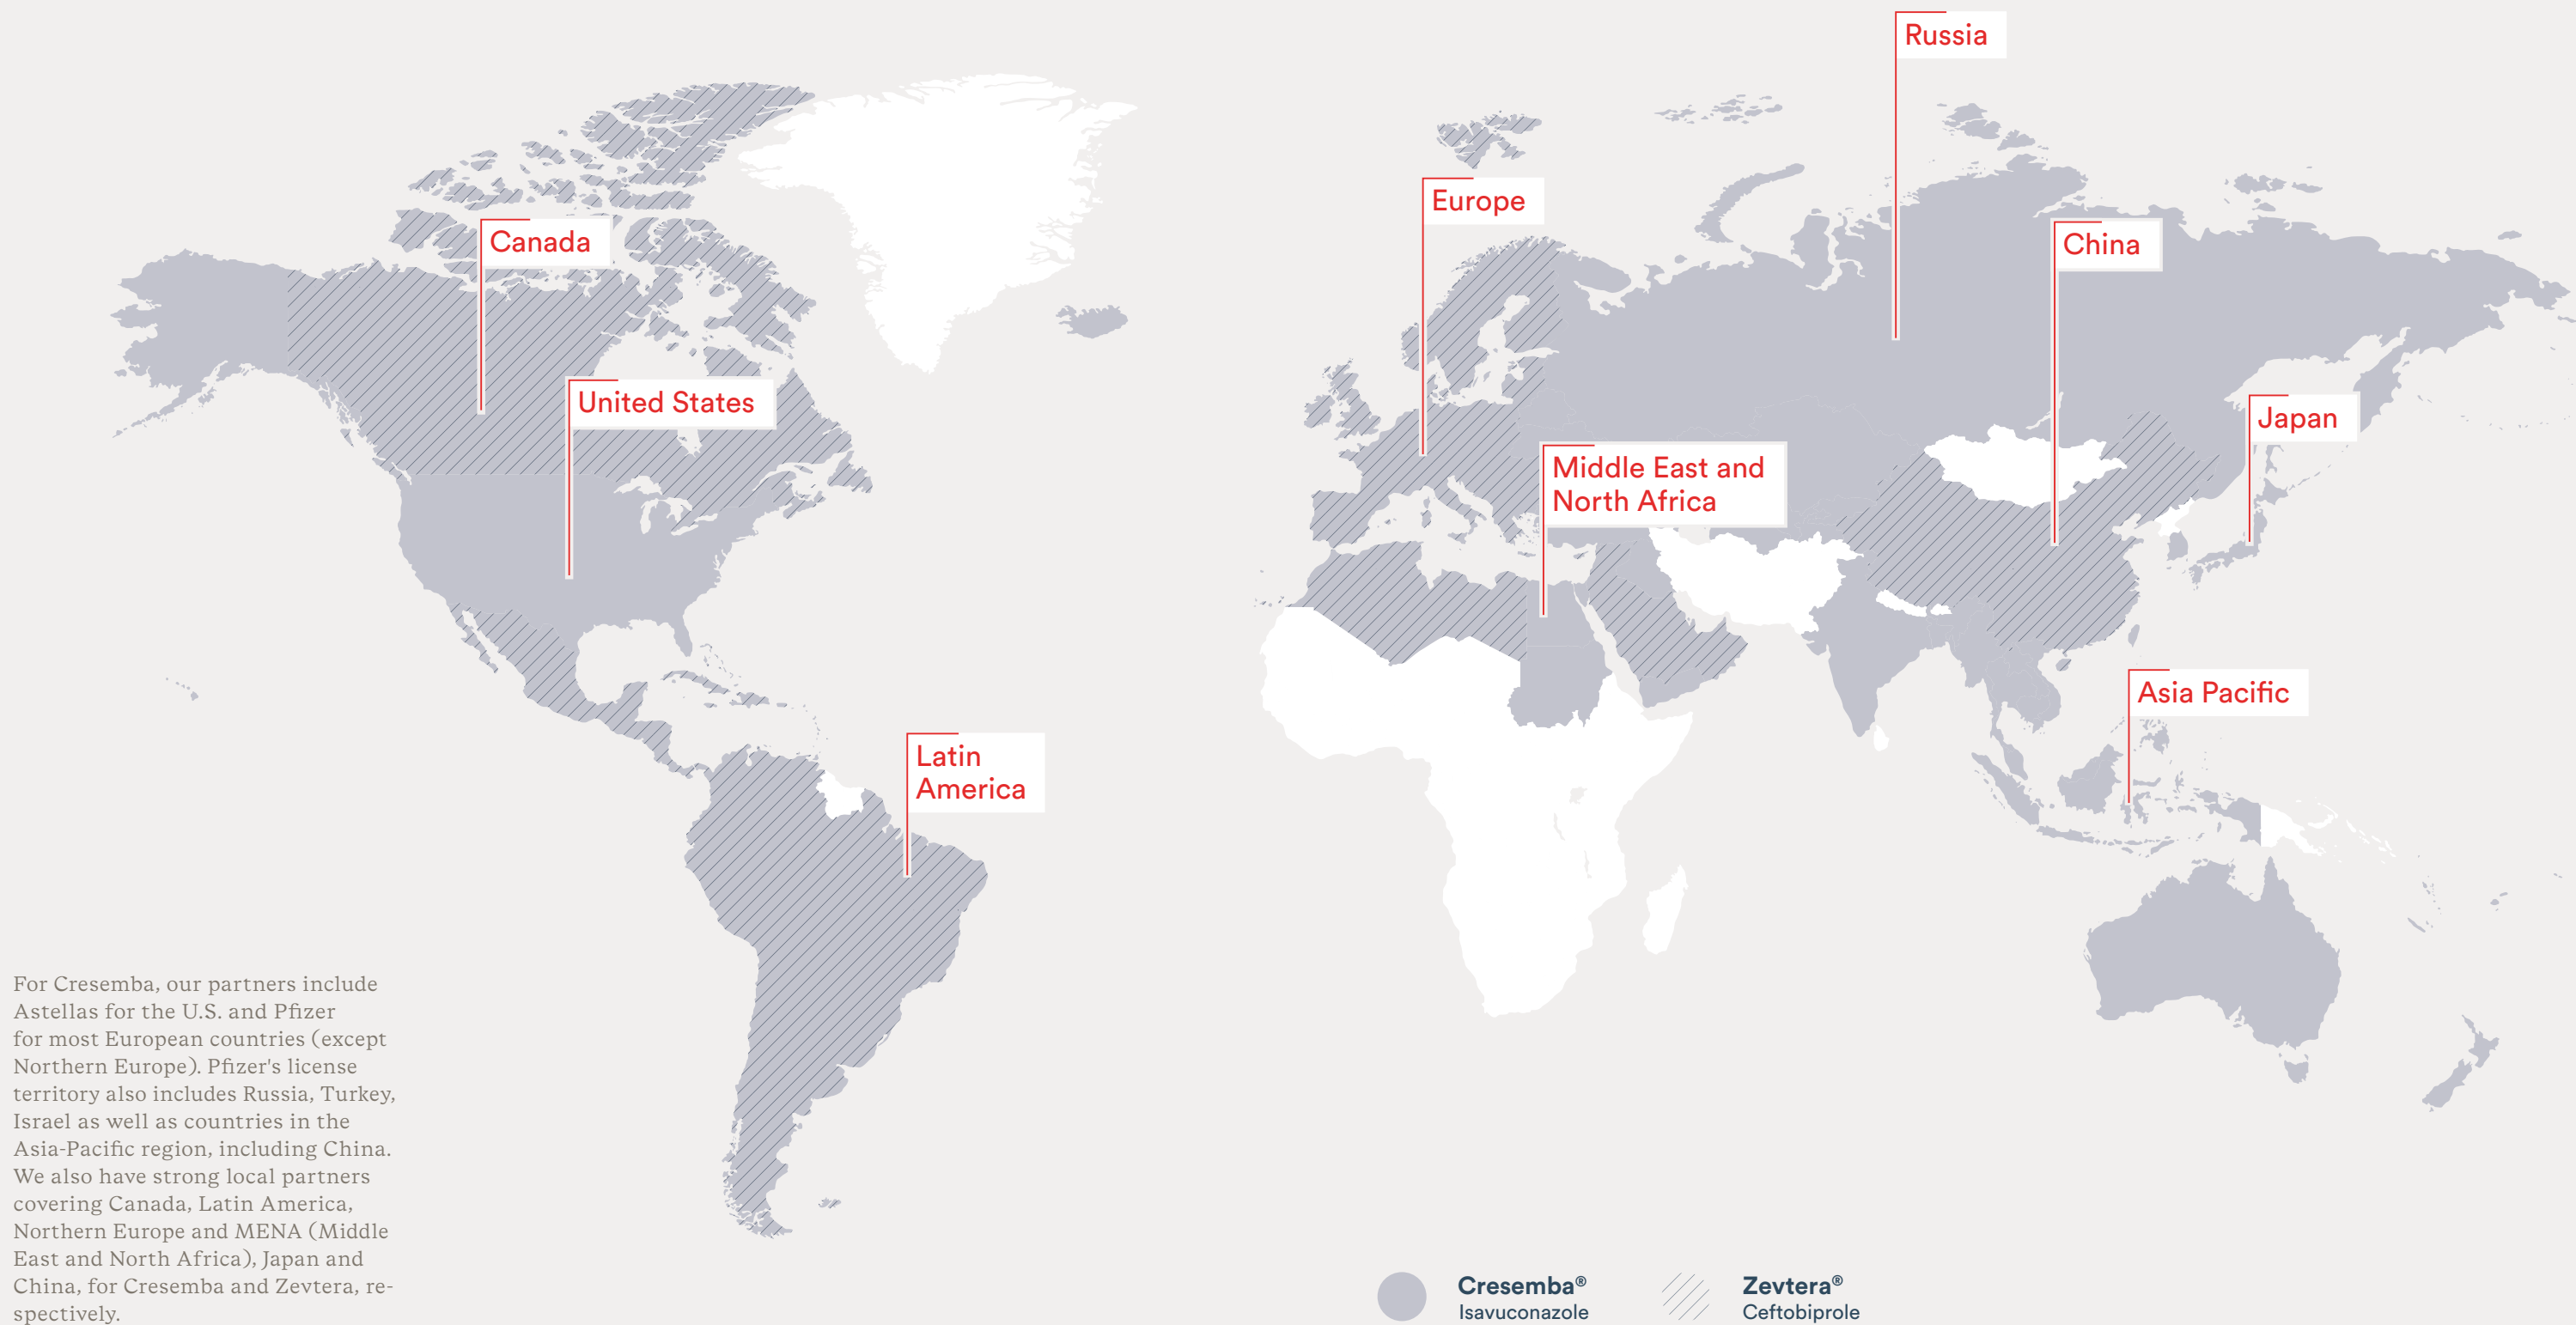 Russia
Europe
Canada
China
United States
Japan
Middle East and
North Africa
Asia Pacific
Latin
America
For Cresemba, our partners include
Astellas for the U.S. and Pfizer
for most European countries (except
Northern Europe). Pfizer's license
territory also includes Russia, Turkey,
Israel as well as countries in the
Asia-Pacific region, including China.
We also have strong local partners
covering Canada, Latin America,
Northern Europe and MENA (Middle
East and North Africa), Japan and
China, for Cresemba and Zevtera, re-
spectively.
Cresemba®
Isavuconazole
Zevtera®
Ceftobiprole